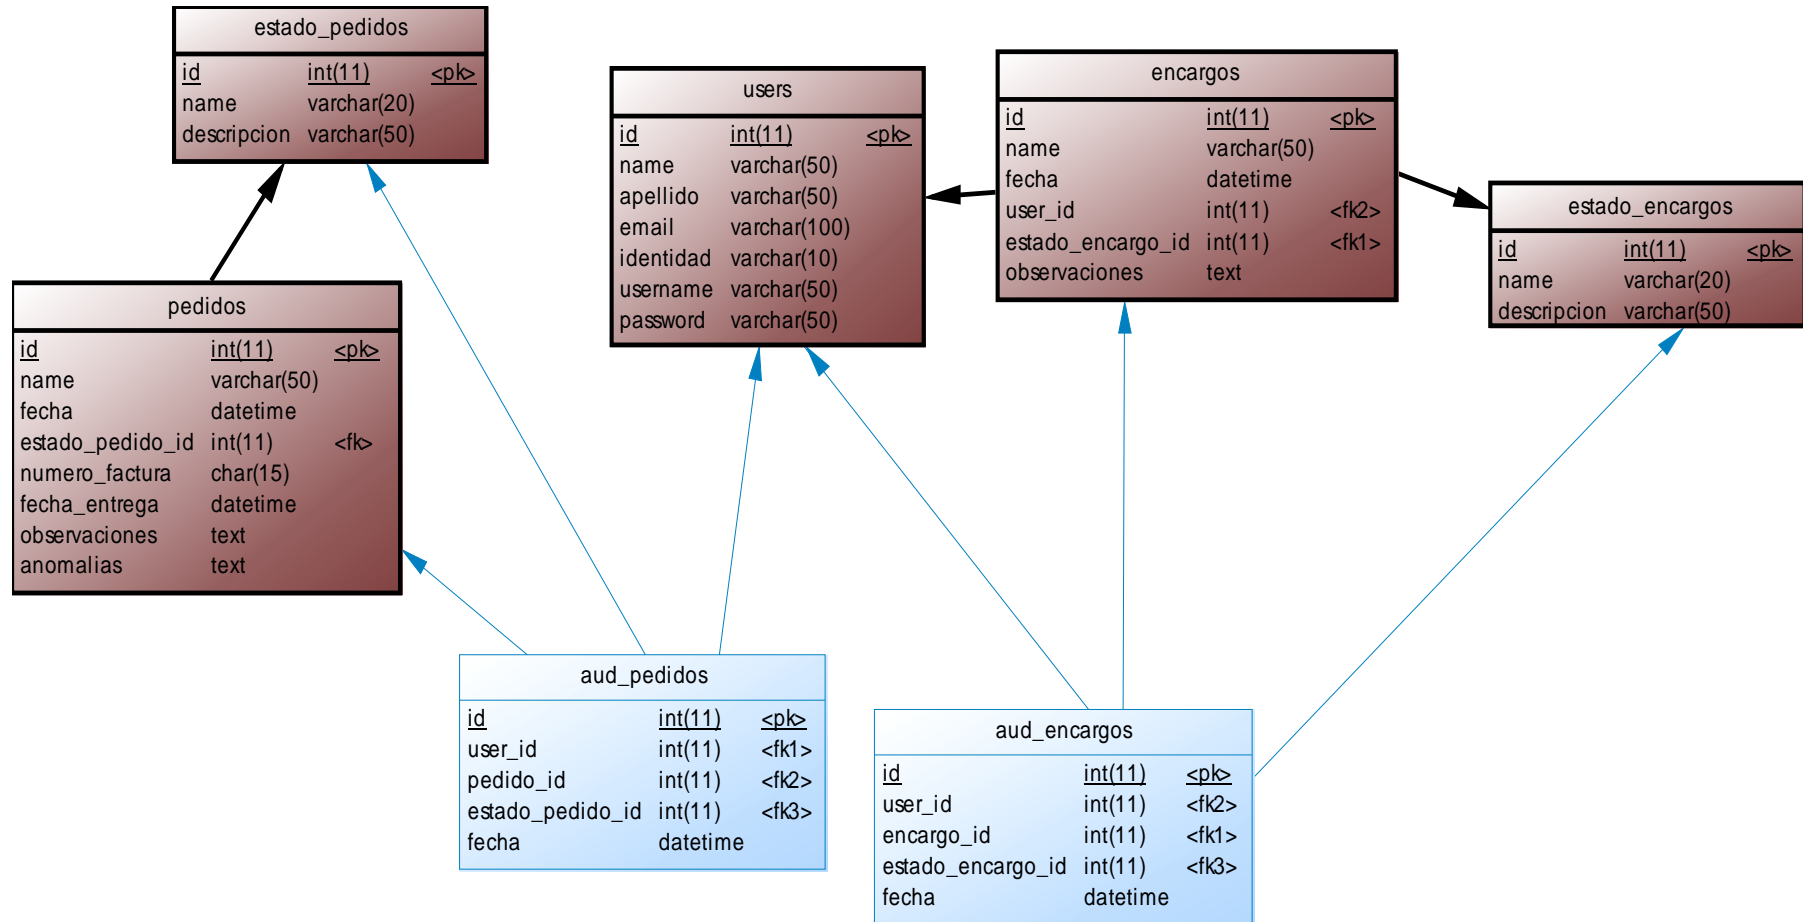 estado_pedidos
id int(11) <pk>
name varchar(20)
descripcion varchar(50)
users
id int(11) <pk>
name varchar(50)
apellido varchar(50)
email varchar(100)
identidad varchar(10)
username varchar(50)
password varchar(50)
encargos
id int(11) <pk>
name varchar(50)
fecha datetime
user_id int(11) <fk2>
estado_encargo_id int(11) <fk1>
observaciones text
estado_encargos
id int(11) <pk>
name varchar(20)
descripcion varchar(50)
pedidos
id int(11) <pk>
name varchar(50)
fecha datetime
estado_pedido_id int(11) <fk>
numero_factura char(15)
fecha_entrega datetime
observaciones text
anomalias text
aud_pedidos
id int(11) <pk>
user_id int(11) <fk1>
pedido_id int(11) <fk2>
estado_pedido_id int(11) <fk3>
fecha datetime
aud_encargos
id int(11) <pk>
user_id int(11) <fk2>
encargo_id int(11) <fk1>
estado_encargo_id int(11) <fk3>
fecha datetime